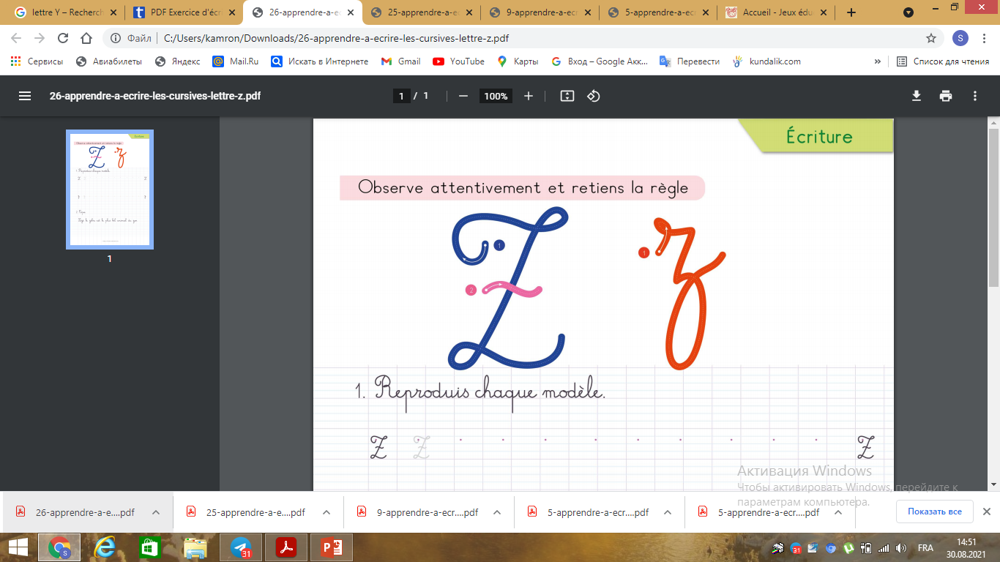 lettre Y – Recherch
PDF Exercice d'écri
26-apprendre-a-ec
25-apprendre-a-e
9-apprendre-a-ecr
5-apprendre-a-ecr
Accueil - Jeux édu
Файл
C:/Users/kamron/Downloads/26-apprendre-a-ecrire-les-cursives-lettre-z.pdf
S
Сервисы
Авиабилеты
Яндекс
Mail.Ru
Искать в Интернете
Gmail
YouTube
Карты
Вход – Google Акк...
Перевести
kundalik.com
»
Список для чтения
26-apprendre-a-ecrire-les-cursives-lettre-z.pdf
1 / 1
100%
Écriture
Observe attentivement et retiens la règle
Z z
1
2
1
1. Reproduis chaque modèle.
Z Z Z
1
Активация Windows
Чтобы активировать Windows, перейдите к
параметрам компьютера.
26-apprendre-a-e....pdf
25-apprendre-a-e....pdf
9-apprendre-a-ecr....pdf
5-apprendre-a-ecr....pdf
5-apprendre-a-ecr....pdf
Показать все
31
31
FRA
14:51
30.08.2021